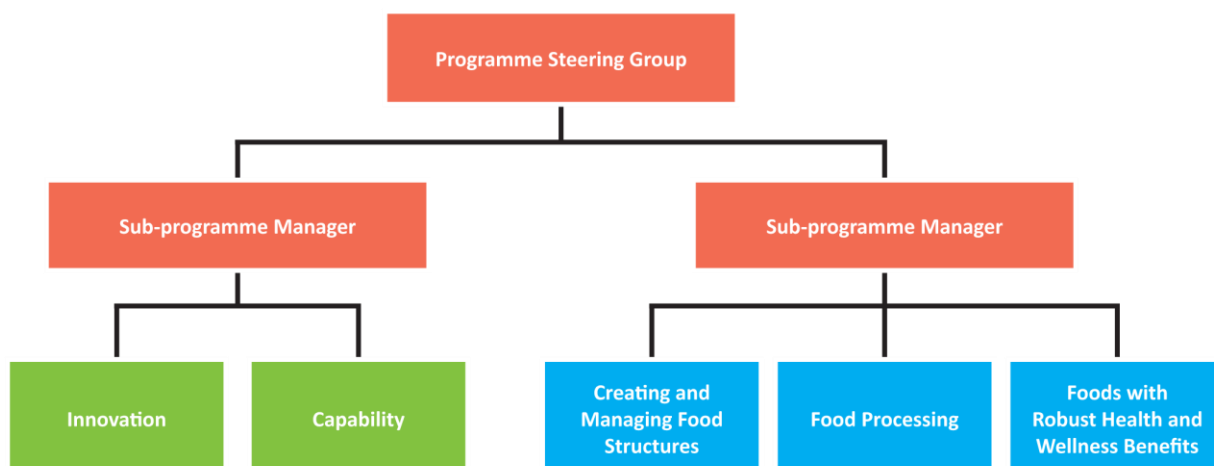 Programme Steering Group
Sub-programme Manager
Sub-programme Manager
Innovation
Capability
Creating and
Managing Food
Structures
Food Processing
Foods with
Robust Health and
Wellness Benefits